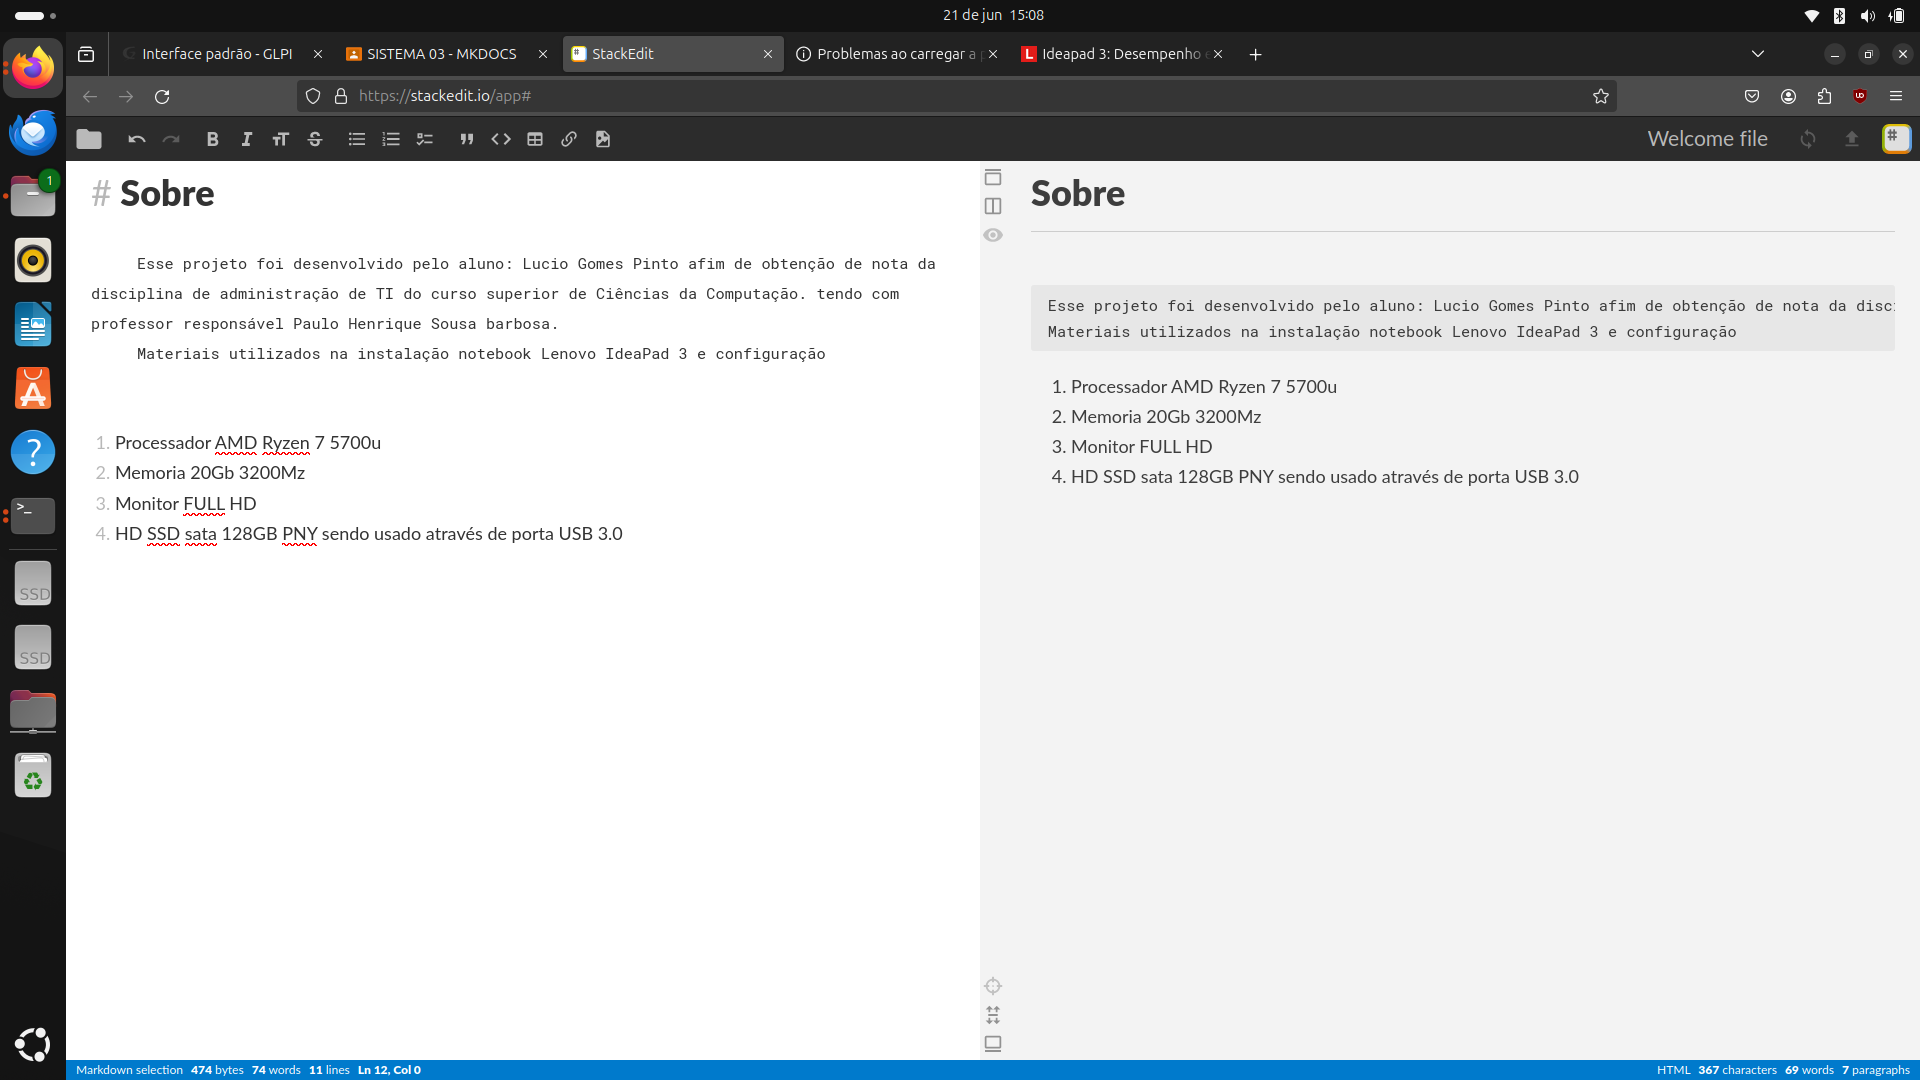 21 de jun 15:08
Interface padrão - GLPI
SISTEMA 03 - MKDOCS
StackEdit
Problemas ao carregar a
Ideapad 3: Desempenho
https://stackedit.io/app#
Welcome file
# Sobre
Esse projeto foi desenvolvido pelo aluno: Lucio Gomes Pinto afim de obtenção de nota da
disciplina de administração de TI do curso superior de Ciências da Computação. tendo com
professor responsável Paulo Henrique Sousa barbosa.
Materiais utilizados na instalação notebook Lenovo IdeaPad 3 e configuração
1. Processador AMD Ryzen 7 5700u
2. Memoria 20Gb 3200Mz
3. Monitor FULL HD
4. HD SSD sata 128GB PNY sendo usado através de porta USB 3.0
Sobre
Esse projeto foi desenvolvido pelo aluno: Lucio Gomes Pinto afim de obtenção de nota da disc
Materiais utilizados na instalação notebook Lenovo IdeaPad 3 e configuração
1. Processador AMD Ryzen 7 5700u
2. Memoria 20Gb 3200Mz
3. Monitor FULL HD
4. HD SSD sata 128GB PNY sendo usado através de porta USB 3.0
1
SSD
SSD
Markdown selection 474 bytes 74 words 11 lines Ln 12, Col 0
HTML 367 characters 69 words 7 paragraphs